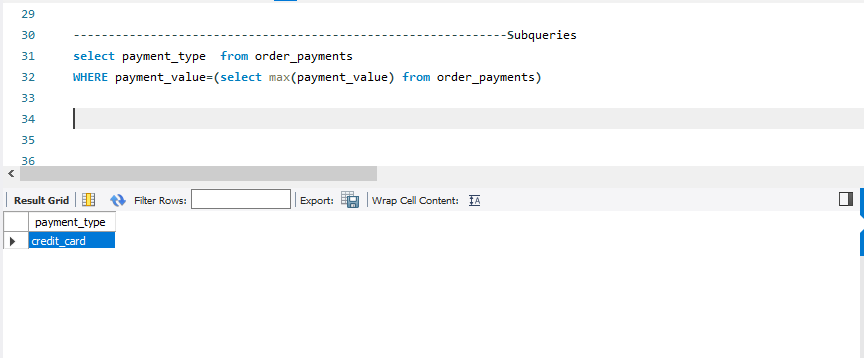 29
30 --------------------------------------------------------------Subqueries
31 select payment_type  from order_payments
32 WHERE payment_value=(select max(payment_value) from order_payments)
33
34
35
36
Result Grid Filter Rows: Export: Wrap Cell Content:
payment_type
credit_card